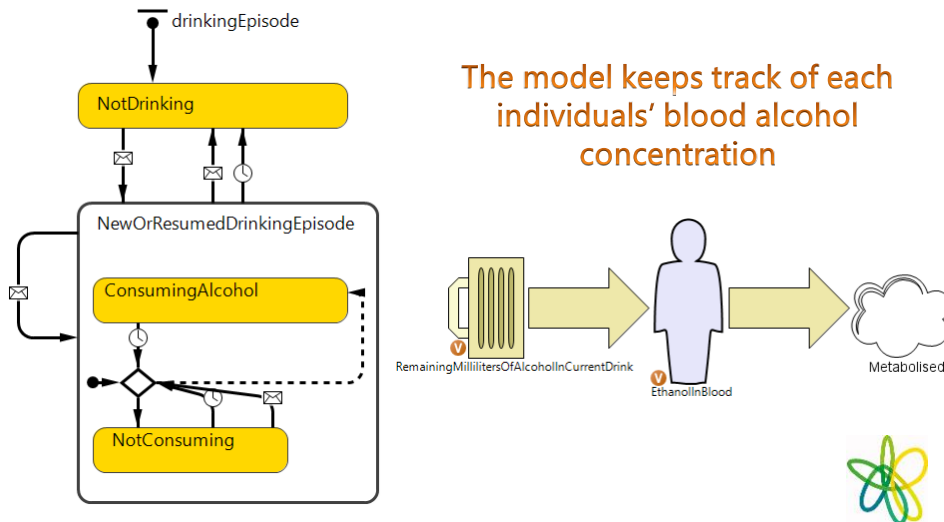 drinkingEpisode
NotDrinking
NewOrResumedDrinkingEpisode
ConsumingAlcohol
NotConsuming
The model keeps track of each
individuals’ blood alcohol
concentration
V
RemainingMillilitersOfAlcoholInCurrentDrink
V
EthanolInBlood
Metabolised